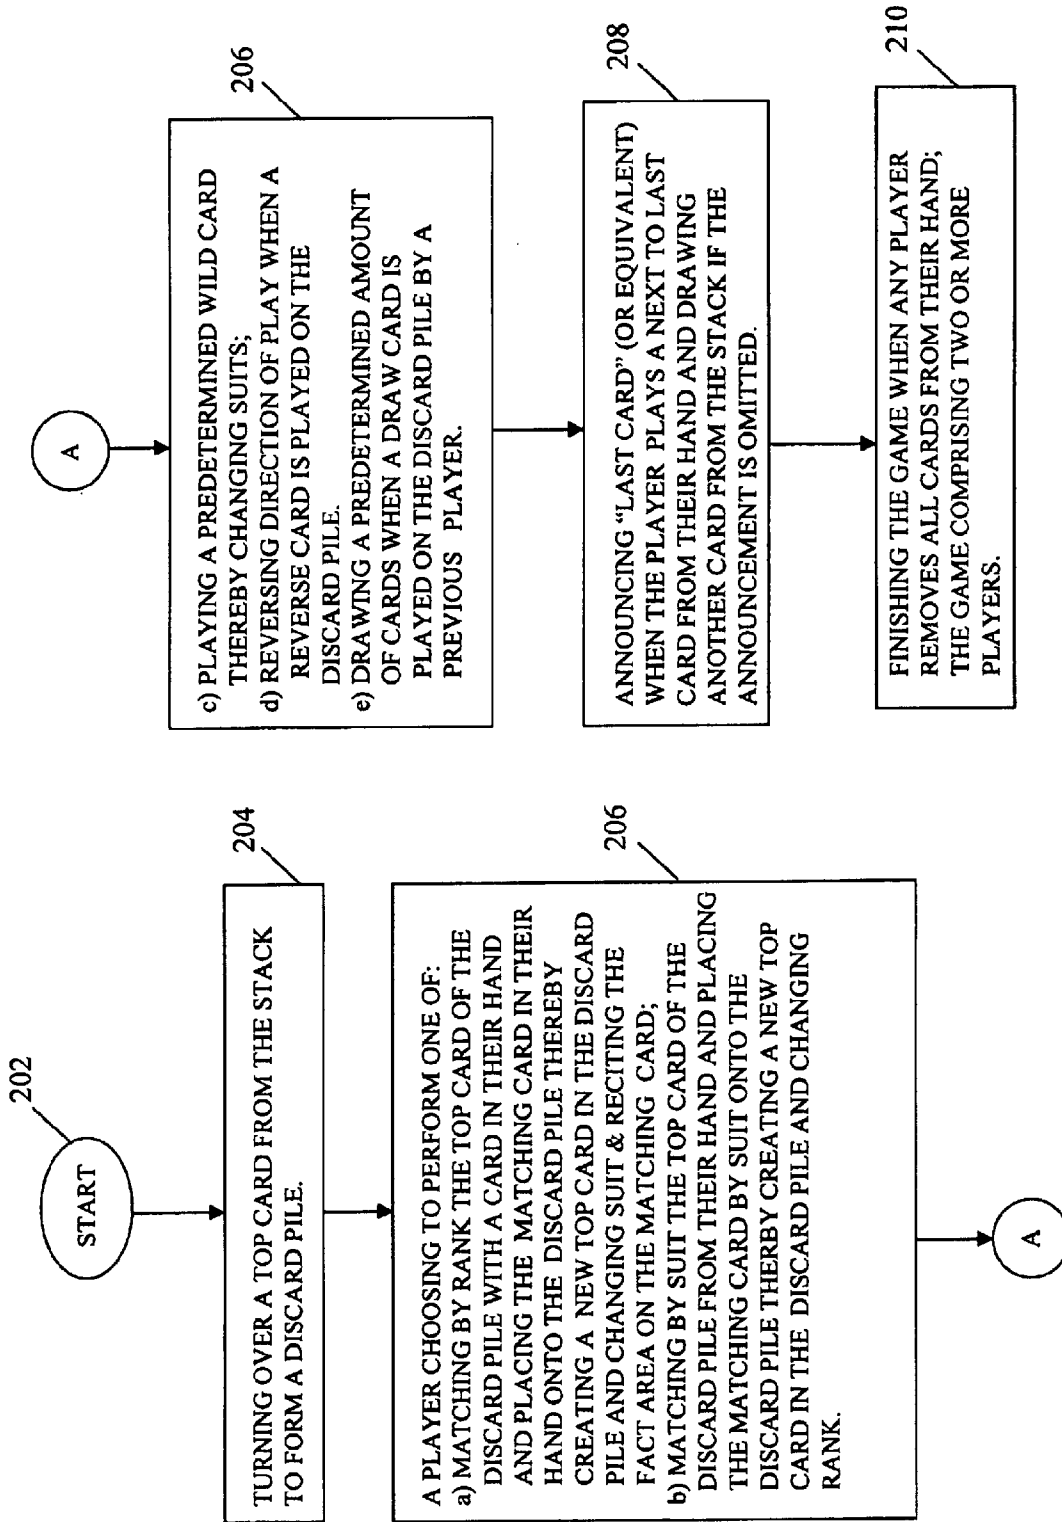 202
START
204
TURNING OVER A TOP CARD FROM THE STACK
TO FORM A DISCARD PILE.
206
A PLAYER CHOOSING TO PERFORM ONE OF:
a) MATCHING BY RANK THE TOP CARD OF THE
DISCARD PILE WITH A CARD IN THEIR HAND
AND PLACING THE MATCHING CARD IN THEIR
HAND ONTO THE DISCARD PILE THEREBY
CREATING A NEW TOP CARD IN THE DISCARD
PILE AND CHANGING SUIT & RECITING THE
FACT AREA ON THE MATCHING CARD;
b) MATCHING BY SUIT THE TOP CARD OF THE
DISCARD PILE FROM THEIR HAND AND PLACING
THE MATCHING CARD BY SUIT ONTO THE
DISCARD PILE THEREBY CREATING A NEW TOP
CARD IN THE DISCARD PILE AND CHANGING
RANK.
A
A
206
c) PLAYING A PREDETERMINED WILD CARD
THEREBY CHANGING SUITS;
d) REVERSING DIRECTION OF PLAY WHEN A
REVERSE CARD IS PLAYED ON THE
DISCARD PILE.
e) DRAWING A PREDETERMINED AMOUNT
OF CARDS WHEN A DRAW CARD IS
PLAYED ON THE DISCARD PILE BY A
PREVIOUS PLAYER.
208
ANNOUNCING “LAST CARD” (OR EQUIVALENT)
WHEN THE PLAYER PLAYS A NEXT TO LAST
CARD FROM THEIR HAND AND DRAWING
ANOTHER CARD FROM THE STACK IF THE
ANNOUNCEMENT IS OMITTED.
210
FINISHING THE GAME WHEN ANY PLAYER
REMOVES ALL CARDS FROM THEIR HAND;
THE GAME COMPRISING TWO OR MORE
PLAYERS.